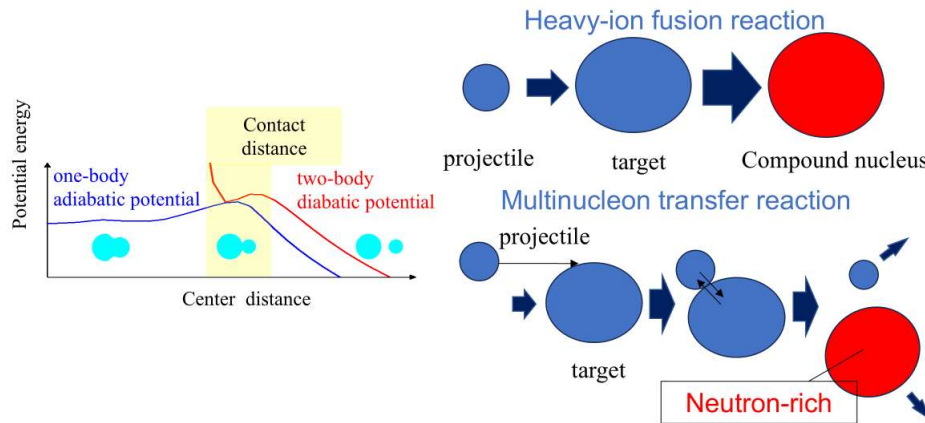 Potential energy
Contact
distance
one-body
adiabatic potential
two-body
diabatic potential
Center distance
Heavy-ion fusion reaction
projectile
target
Compound nucleus
Multinucleon transfer reaction
projectile
target
Neutron-rich